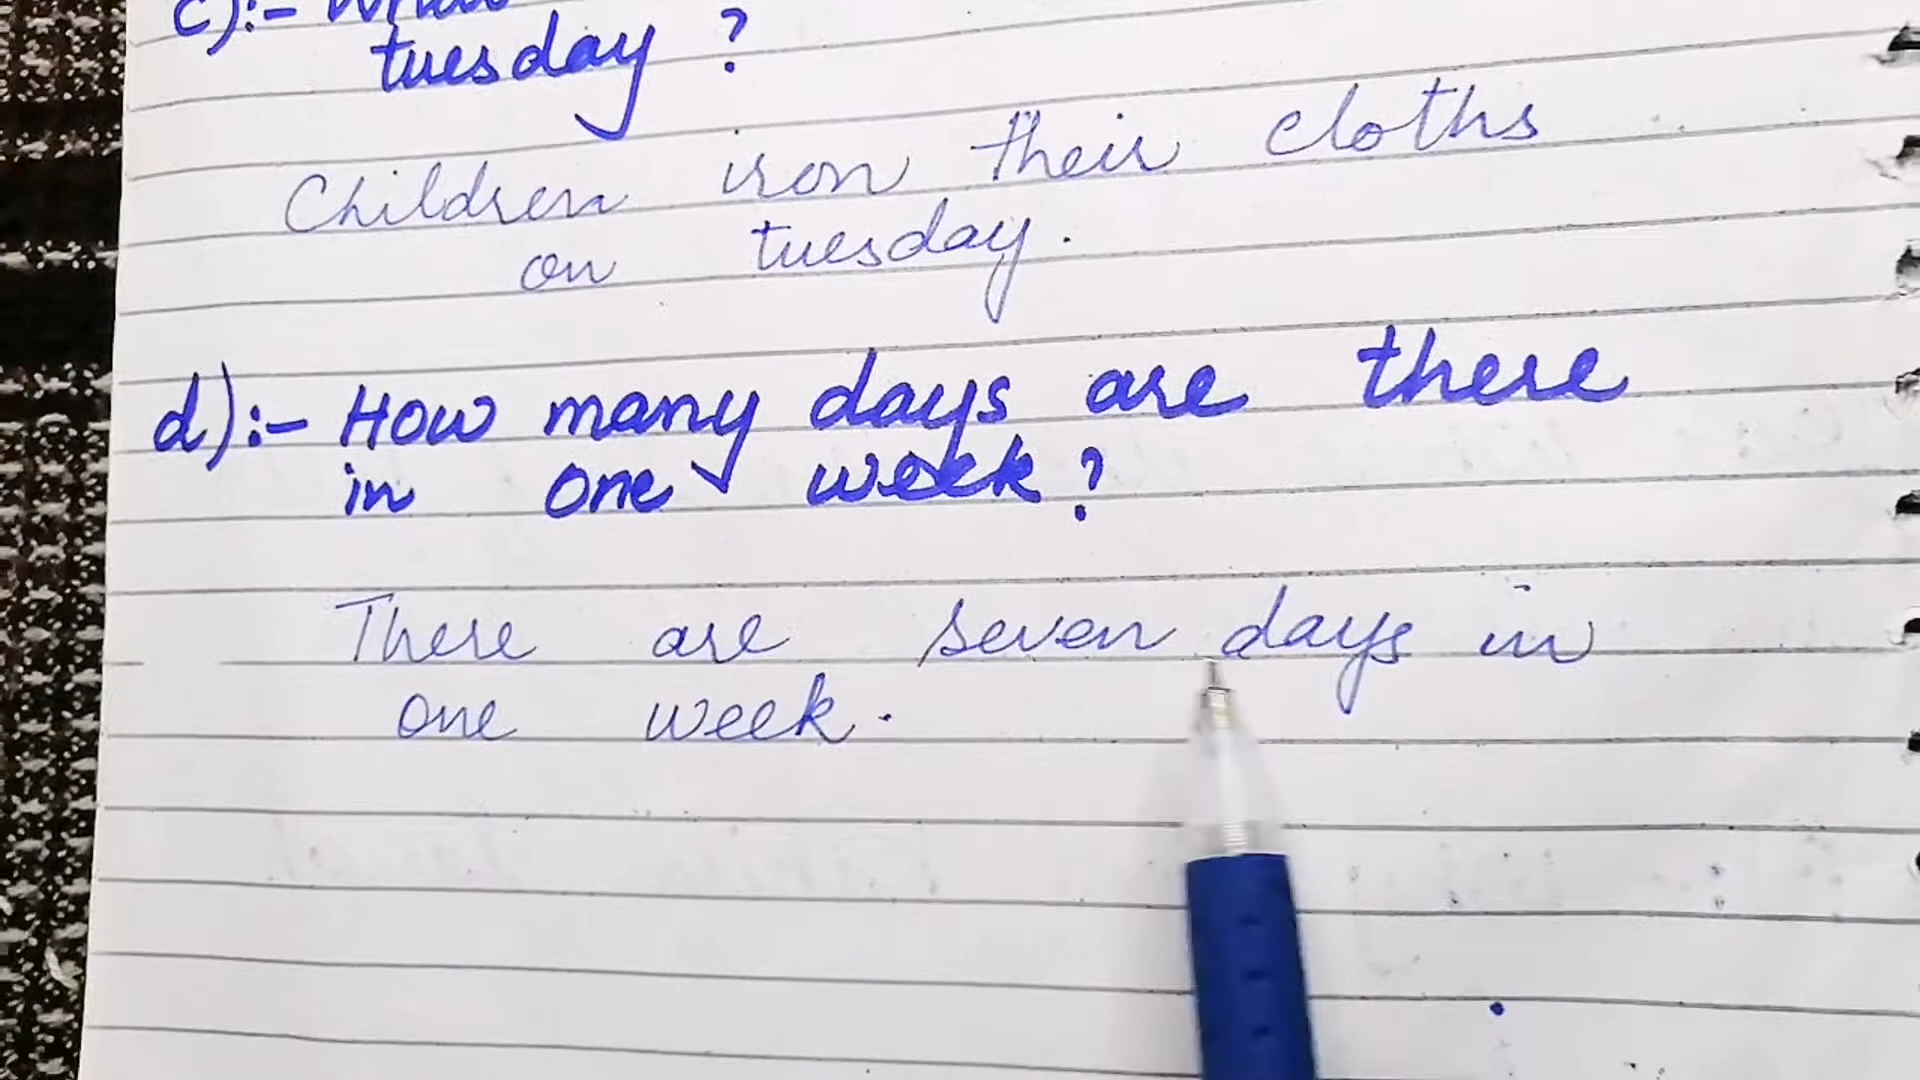 c):-
tuesday ?
Children iron their cloths
on tuesday.
d):- How many days are there
in one week?
There are seven days in
one week.